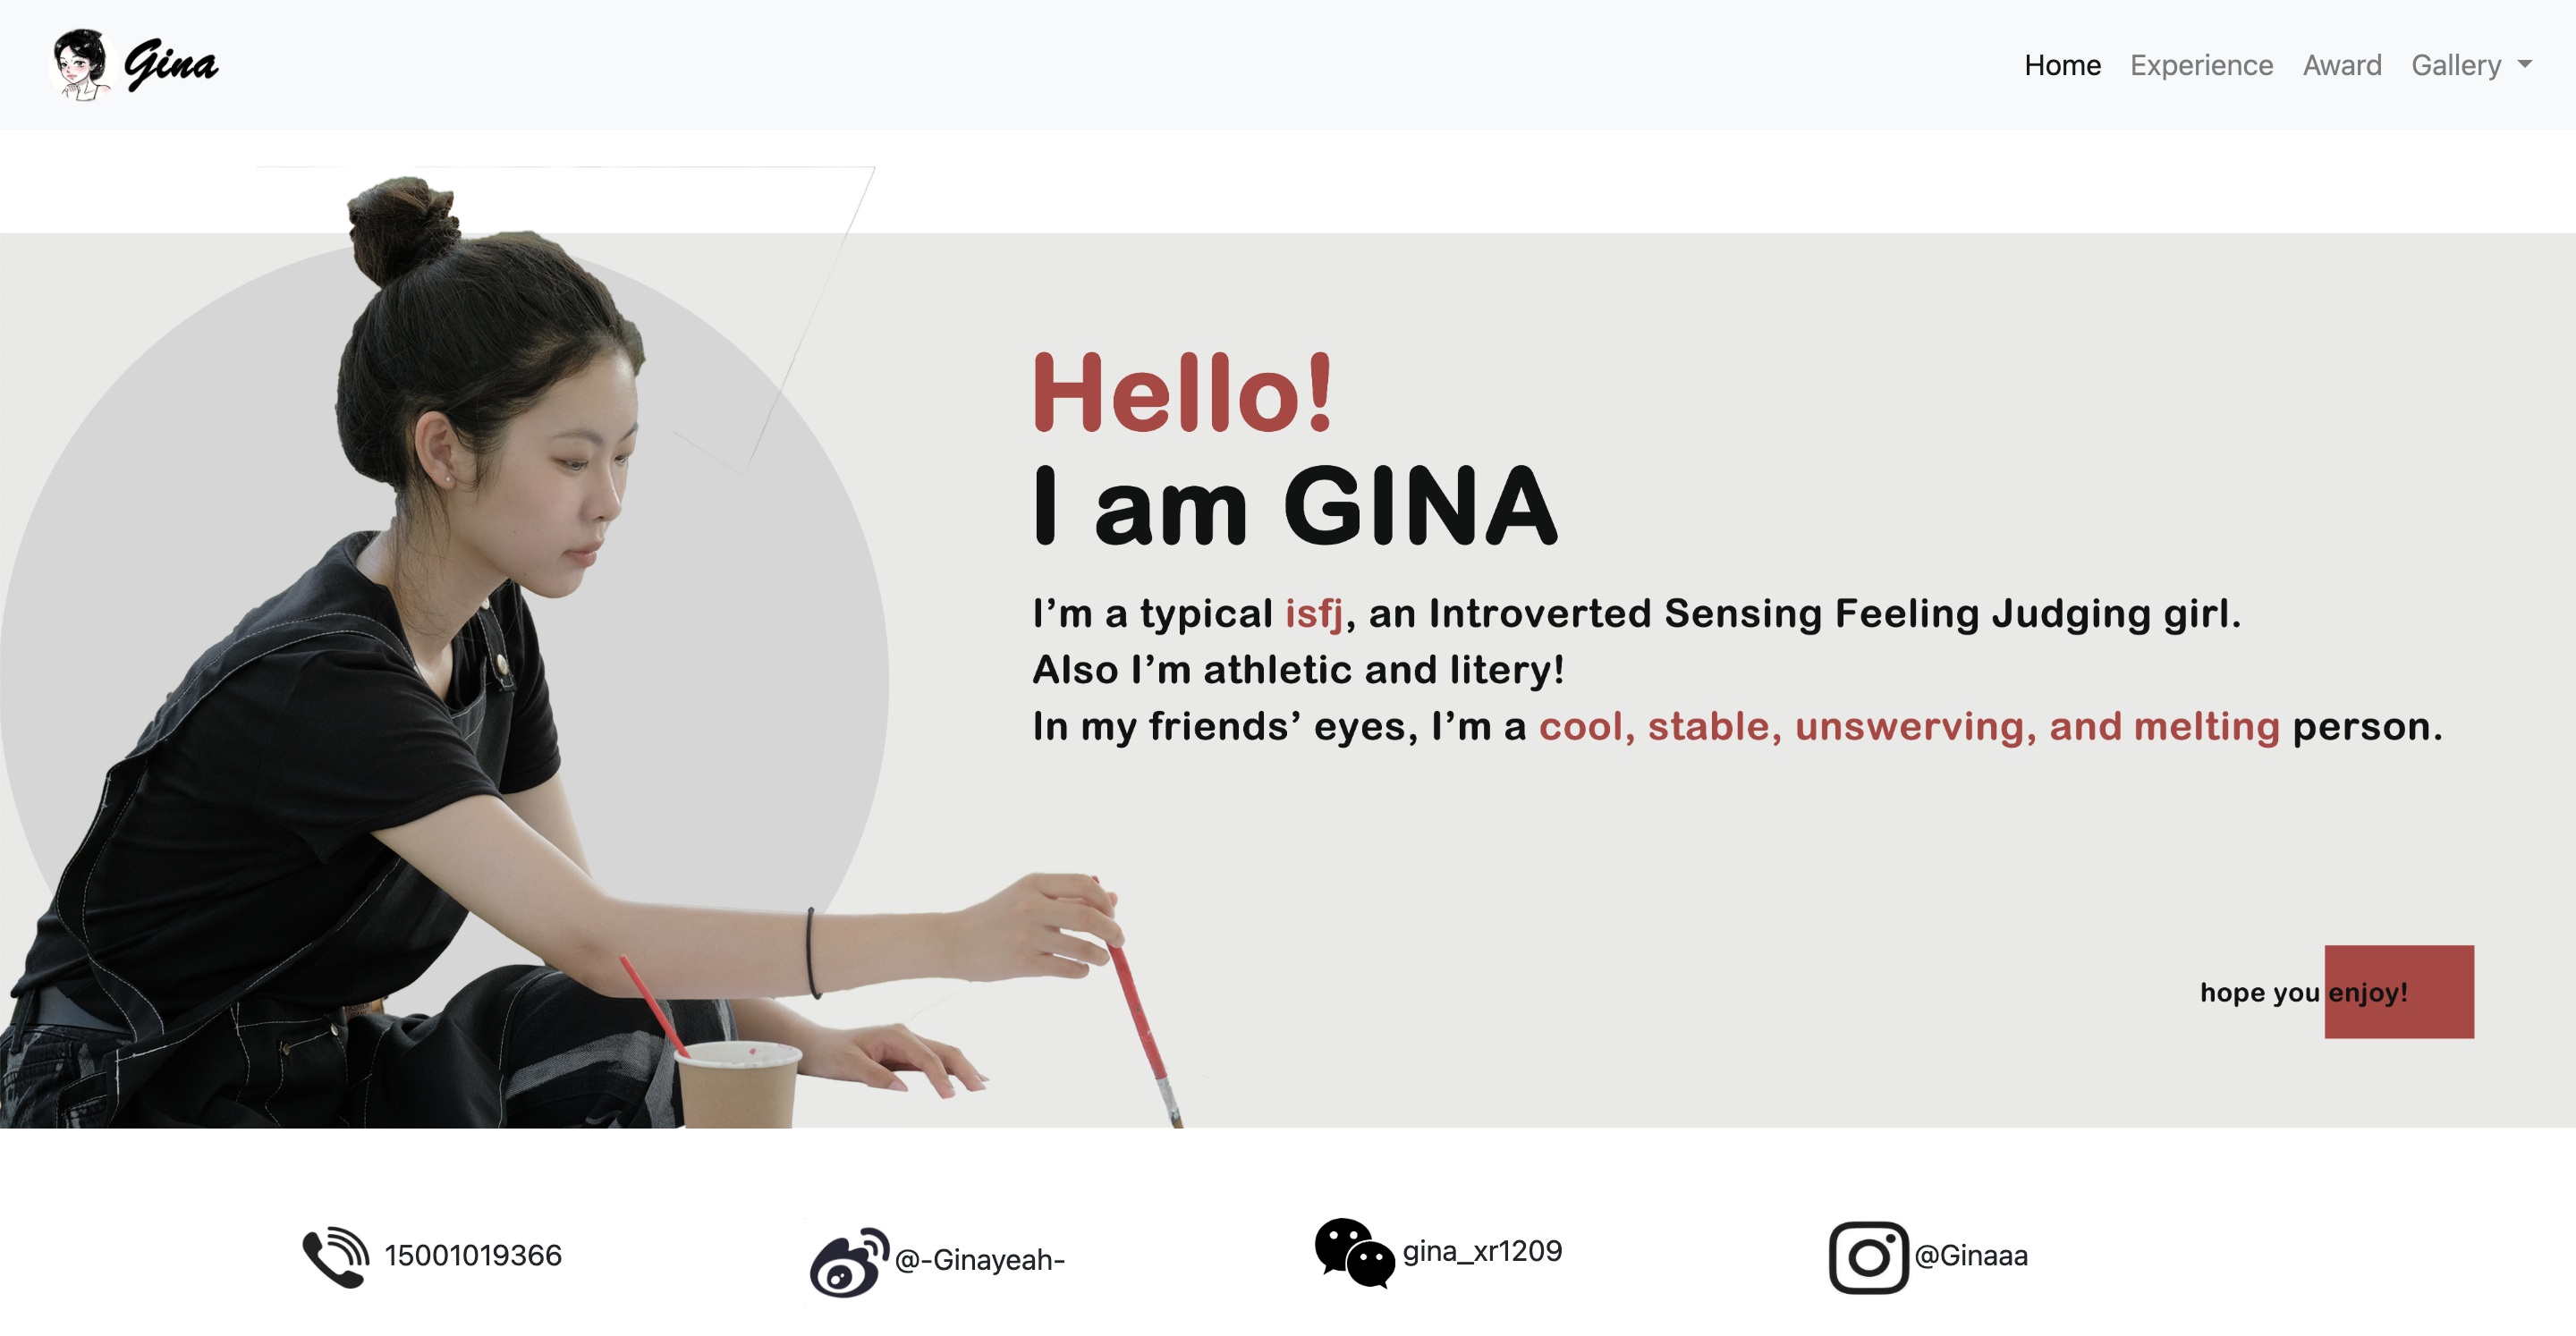 Gina
Home Experience Award Gallery
Hello!
I am GINA
I’m a typical isfj, an Introverted Sensing Feeling Judging girl.
Also I’m athletic and litery!
In my friends’ eyes, I’m a cool, stable, unswerving, and melting person.
hope you enjoy!
15001019366
@-Ginayeah-
gina_xr1209
@Ginaaa